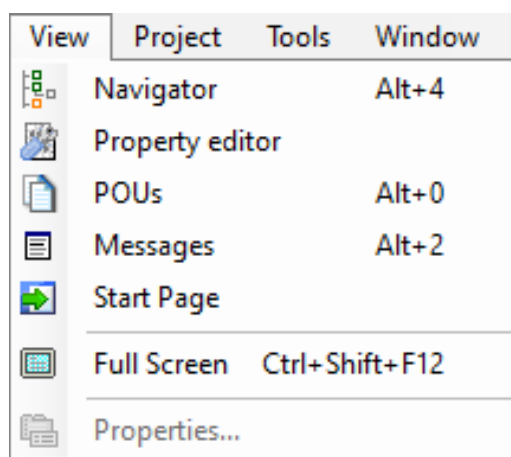 View Project Tools Window
Navigator Alt+4
Property editor
POUs Alt+0
Messages Alt+2
Start Page
Full Screen Ctrl+Shift+F12
Properties...